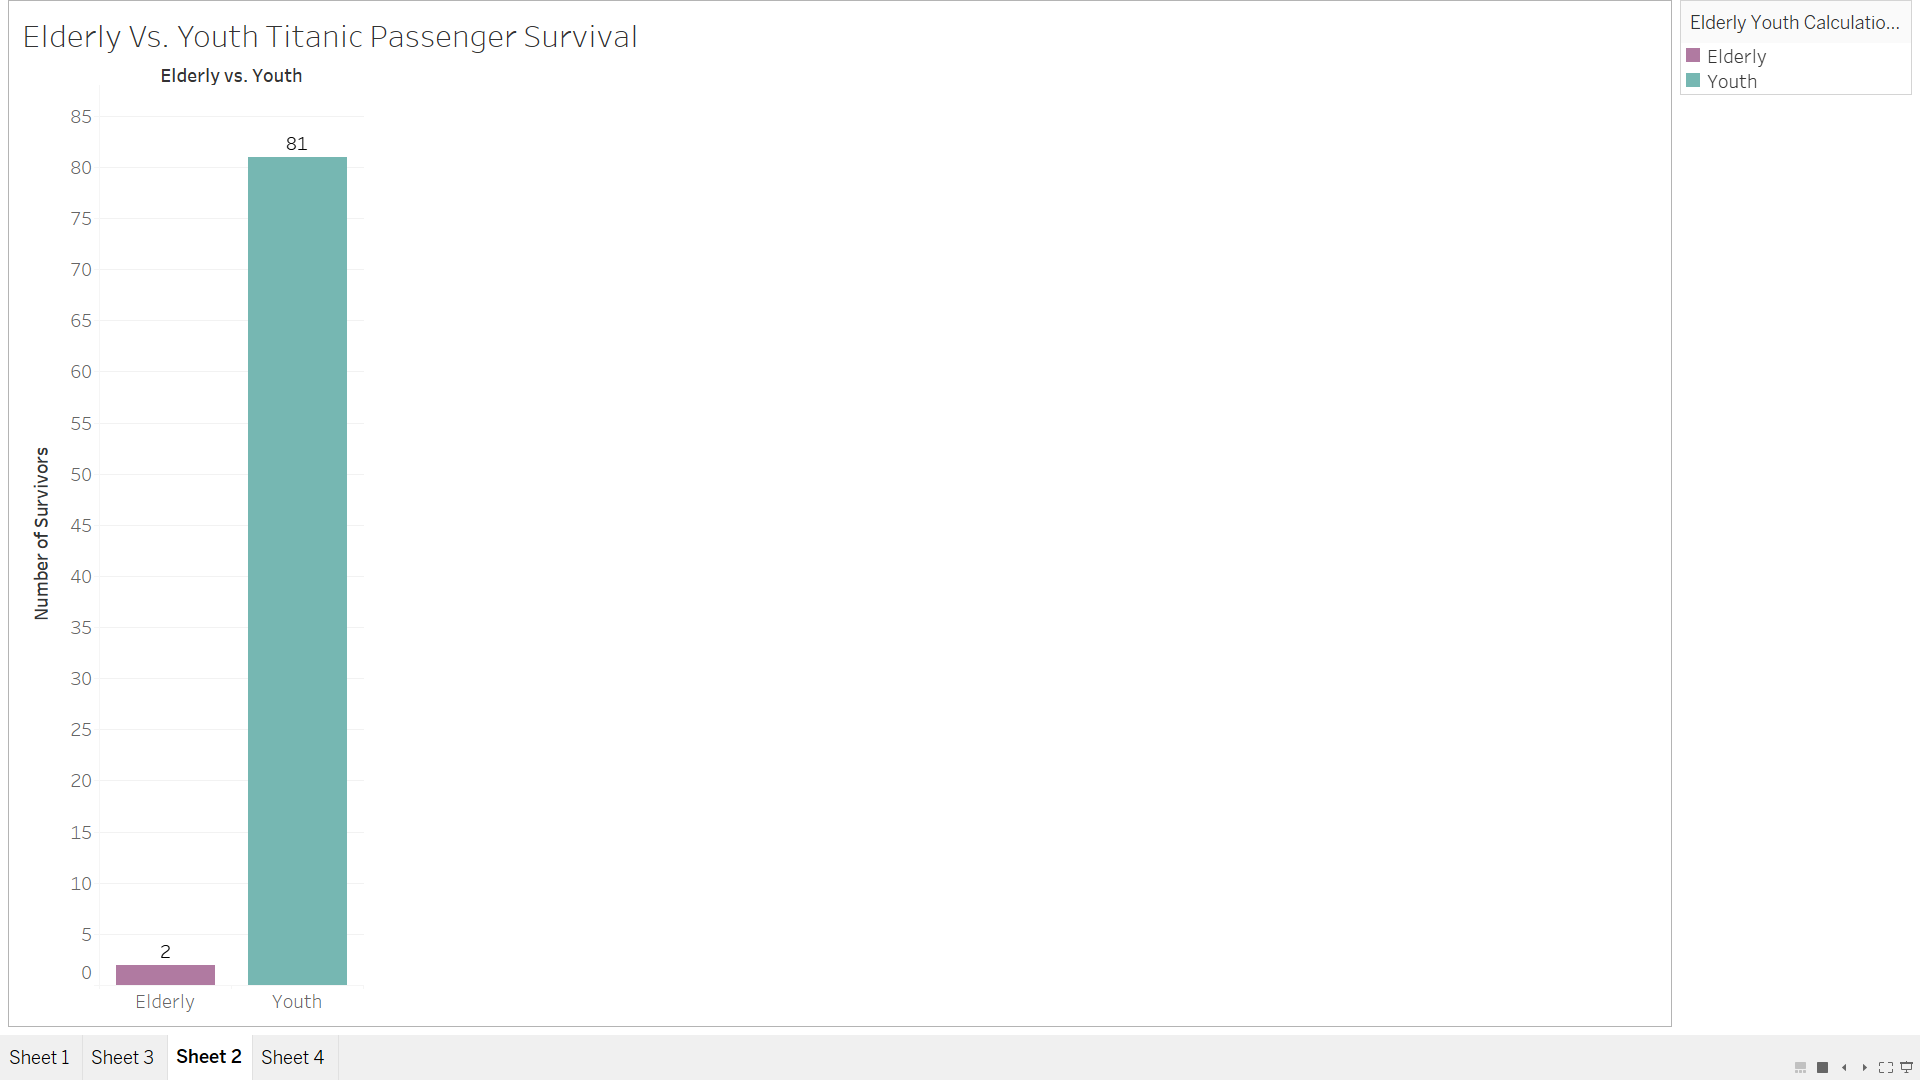 Elderly Vs. Youth Titanic Passenger Survival
Elderly vs. Youth
85
80
75
70
65
60
55
50
45
40
35
30
25
20
15
10
5
0
Number of Survivors
81
2
Elderly
Youth
Elderly Youth Calculatio...
Elderly
Youth
Sheet 1
Sheet 3
Sheet 2
Sheet 4